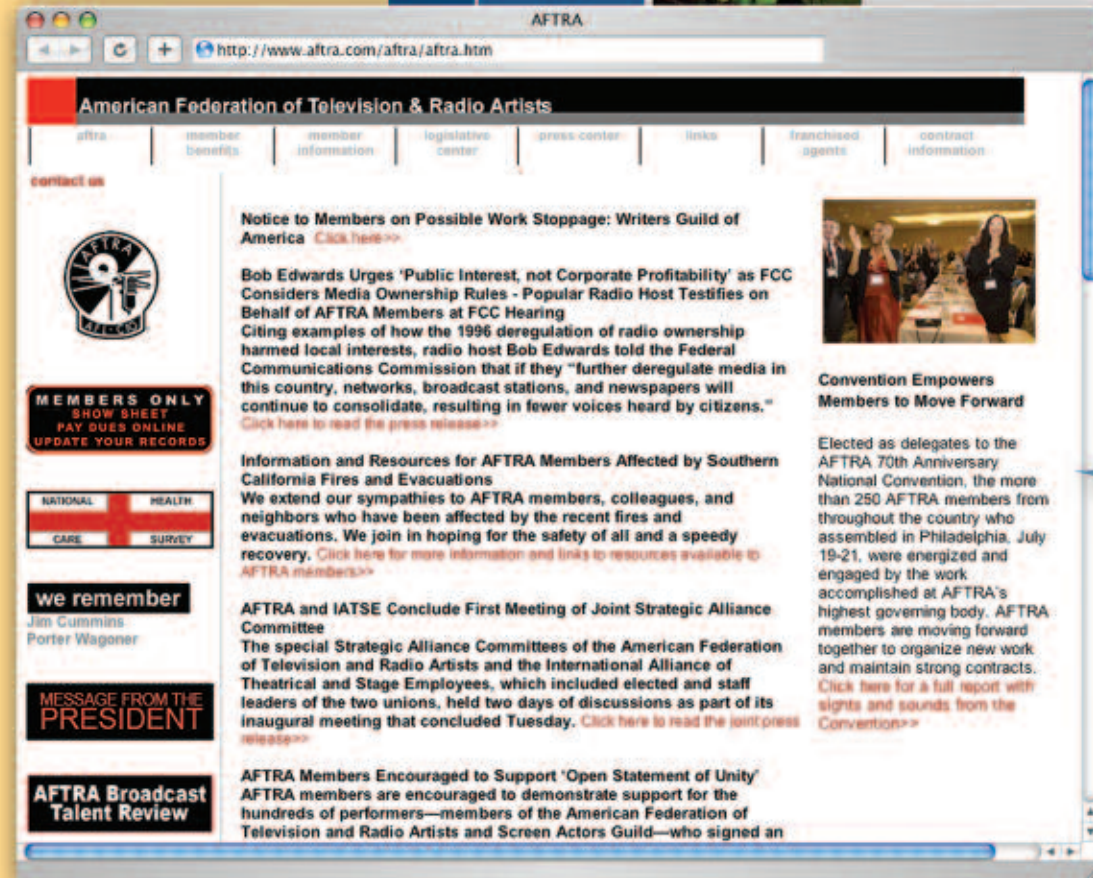 AFTRA
http://www.aftra.com/aftra/aftra.htm
American Federation of Television & Radio Artists
aftra
member benefits
member information
legislative center
press center
links
franchised agents
contract information
contact us
AFTRA
AFL-CIO
MEMBERS ONLY
SHOW SHEET
PAY DUES ONLINE
UPDATE YOUR RECORDS
NATIONAL HEALTH
CARE SURVEY
we remember
Jim Cummins
Porter Wagoner
MESSAGE FROM THE
PRESIDENT
AFTRA Broadcast
Talent Review
Notice to Members on Possible Work Stoppage: Writers Guild of
America Click here>>
Bob Edwards Urges ‘Public Interest, not Corporate Profitability’ as FCC
Considers Media Ownership Rules - Popular Radio Host Testifies on
Behalf of AFTRA Members at FCC Hearing
Citing examples of how the 1996 deregulation of radio ownership
harmed local interests, radio host Bob Edwards told the Federal
Communications Commission that if they “further deregulate media in
this country, networks, broadcast stations, and newspapers will
continue to consolidate, resulting in fewer voices heard by citizens.”
Click here to read the press release>>
Information and Resources for AFTRA Members Affected by Southern
California Fires and Evacuations
We extend our sympathies to AFTRA members, colleagues, and
neighbors who have been affected by the recent fires and
evacuations. We join in hoping for the safety of all and a speedy
recovery. Click here for more information and links to resources available to
AFTRA members>>
AFTRA and IATSE Conclude First Meeting of Joint Strategic Alliance
Committee
The special Strategic Alliance Committees of the American Federation
of Television and Radio Artists and the International Alliance of
Theatrical and Stage Employees, which included elected and staff
leaders of the two unions, held two days of discussions as part of its
inaugural meeting that concluded Tuesday. Click here to read the joint press
release>>
AFTRA Members Encouraged to Support ‘Open Statement of Unity’
AFTRA members are encouraged to demonstrate support for the
hundreds of performers—members of the American Federation of
Television and Radio Artists and Screen Actors Guild—who signed an
Convention Empowers
Members to Move Forward
Elected as delegates to the
AFTRA 70th Anniversary
National Convention, the more
than 250 AFTRA members from
throughout the country who
assembled in Philadelphia, July
19-21, were energized and
engaged by the work
accomplished at AFTRA’s
highest governing body. AFTRA
members are moving forward
together to organize new work
and maintain strong contracts.
Click here for a full report with
sights and sounds from the
Convention>>